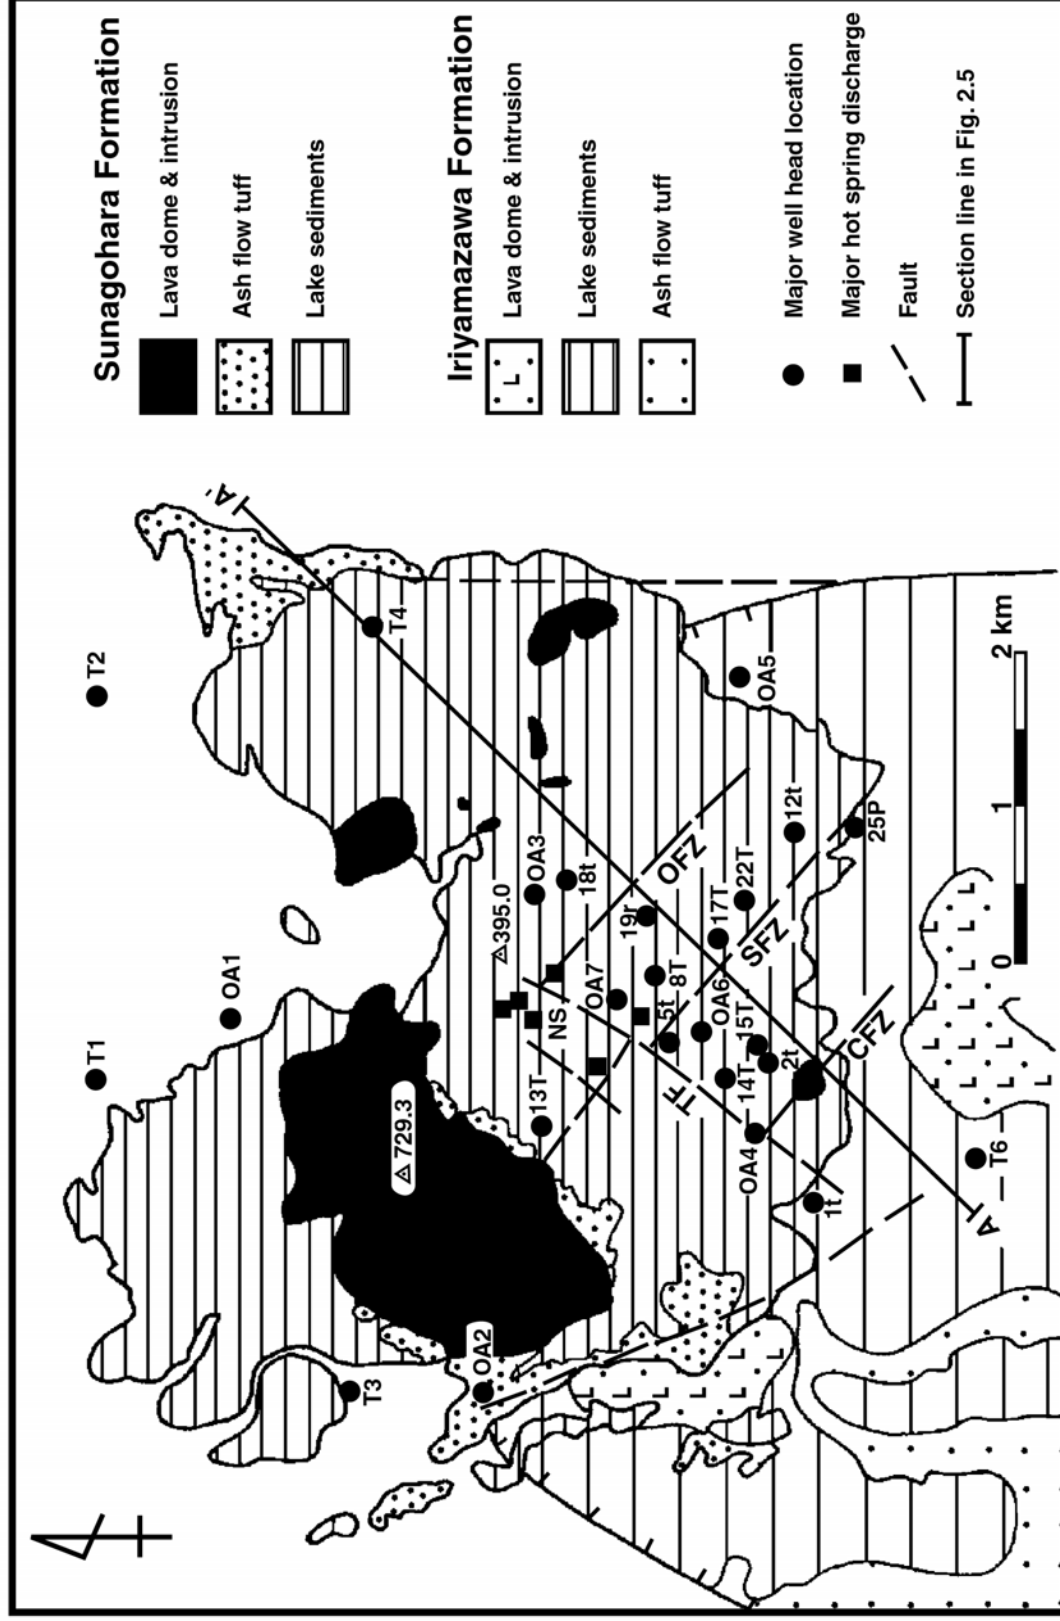 Sunagohara Formation
Lava dome & intrusion
Ash flow tuff
Lake sediments
Iriyamazawa Formation
L
Lava dome & intrusion
Lake sediments
Ash flow tuff
Major well head location
Major hot spring discharge
Fault
Section line in Fig. 2.5
T1
T2
OA1
T3
T4
A'
729.3
395.0
OA2
OA3
18t
13T
NS
OA7
19r
OFZ
8T
5t
TF
OA6
17T
22T
SFZ
OA5
14T
15T
OA4
2t
12t
25P
1t
CFZ
T6
A
L L L L L L L
L L L L L L L L L L L
0 1 2 km